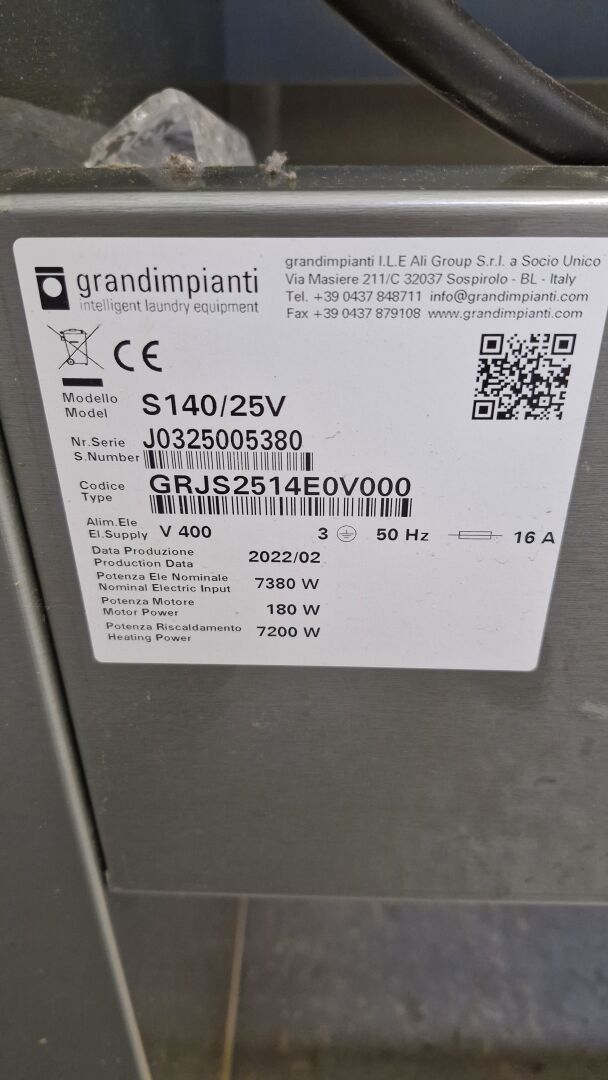 grandimpianti
intelligent laundry equipment
grandimpianti I.L.E Ali Group S.r.l. a Socio Unico
Via Masiere 211/C 32037 Sospirolo - BL - Italy
Tel. +39 0437 848711 info@grandimpianti.com
Fax +39 0437 879108 www.grandimpianti.com
CE
Modello
Model S140/25V
Nr.Serie J0325005380
S.Number
Codice GRJS2514E0V000
Type
Alim.Ele
El.Supply V 400 3 50 Hz 16 A
Data Produzione
Production Data 2022/02
Potenza Ele Nominale
Nominal Electric Input 7380 W
Potenza Motore
Motor Power 180 W
Potenza Riscaldamento
Heating Power 7200 W